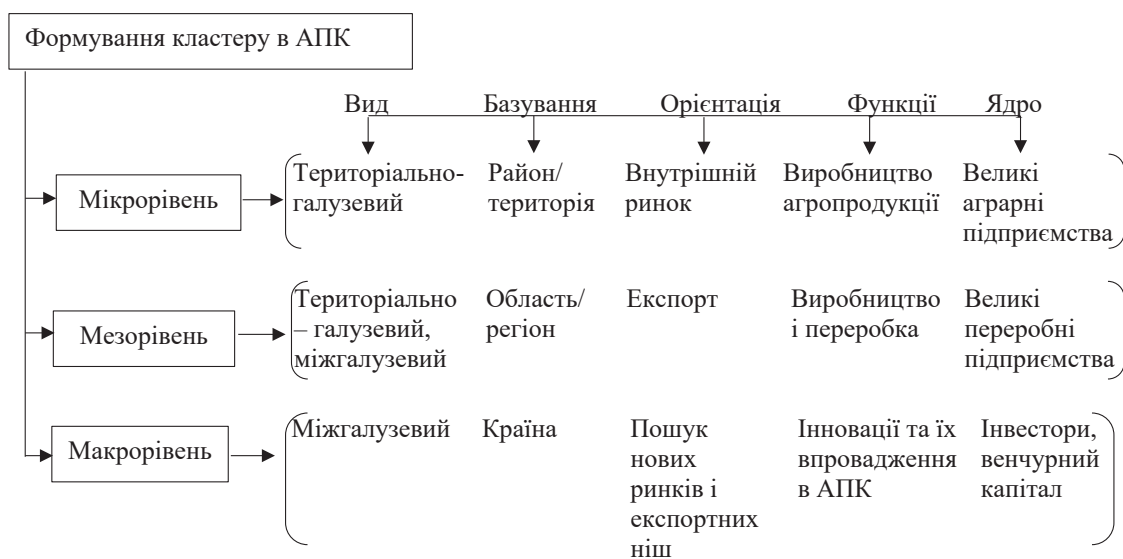 Формування кластеру в АПК
Вид Базування Орієнтація Функції Ядро
Мікрорівень
Територіально-
галузевий
Район/
територія
Внутрішній
ринок
Виробництво
агропродукції
Великі
аграрні
підприємства
Мезорівень
Територіально
– галузевий,
міжгалузевий
Область/
регіон
Експорт
Виробництво
і переробка
Великі
переробні
підприємства
Макрорівень
Міжгалузевий
Країна
Пошук
нових
ринків і
експортних
ніш
Інновації та їх
впровадження
в АПК
Інвестори,
венчурний
капітал